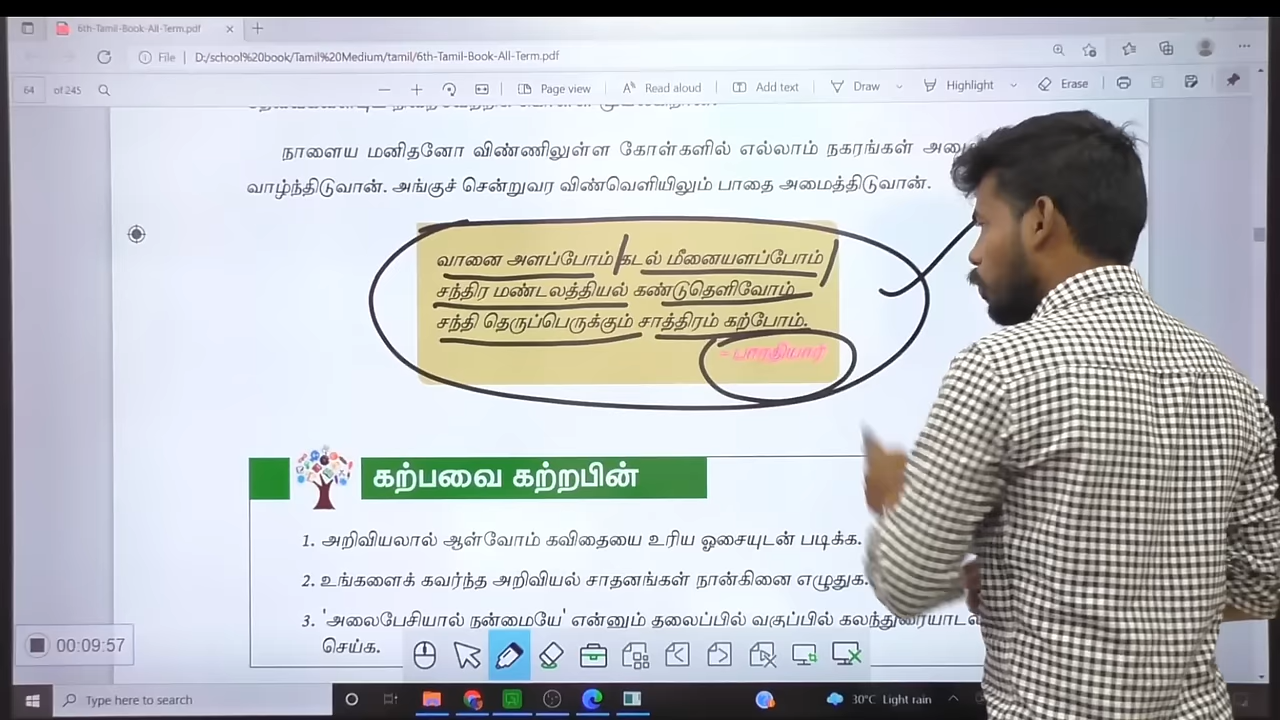 6th-Tamil-Book-All-Term.pdf
File D:/school%20book/Tamil%20Medium/tamil/6th-Tamil-Book-All-Term.pdf
64 of 245 Page view Read aloud Add text Draw Highlight Erase
நாளைய மனிதனோ விண்ணிலுள்ள கோள்களில் எல்லாம் நகரங்கள்
வாழ்ந்திடுவான். அங்குச் சென்றுவர விண்வெளியிலும் பாதை அமைத்திடுவான்.
வானை அளப்போம் கடல் மீனையளப்போம்
சந்திர மண்டலத்தியல் கண்டுதெளிவோம்
சந்தி தெருப்பெருக்கும் சாத்திரம் கற்போம்.
- பாரதியார்
கற்பவை கற்றபின்
1. அறிவியலால் ஆள்வோம் கவிதையை உரிய ஓசையுடன் படிக்க.
2. உங்களைக் கவர்ந்த அறிவியல் சாதனங்கள் நான்கினை எழுதுக.
3. 'அலைபேசியால் நன்மையே' என்னும் தலைப்பில் வகுப்பில் கலந்துரையாடல்
செய்க.
00:09:57
Type here to search 30°C Light rain